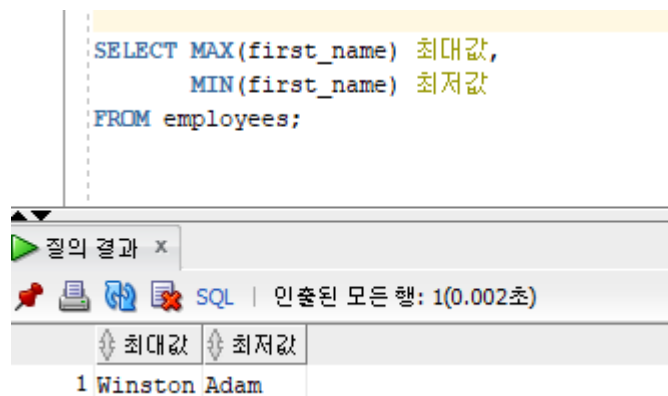 SELECT MAX(first_name) 최대값,
MIN(first_name) 최저값
FROM employees;
질의 결과 x
SQL | 인출된 모든 행: 1(0.002초)
최대값 최저값
1 Winston Adam